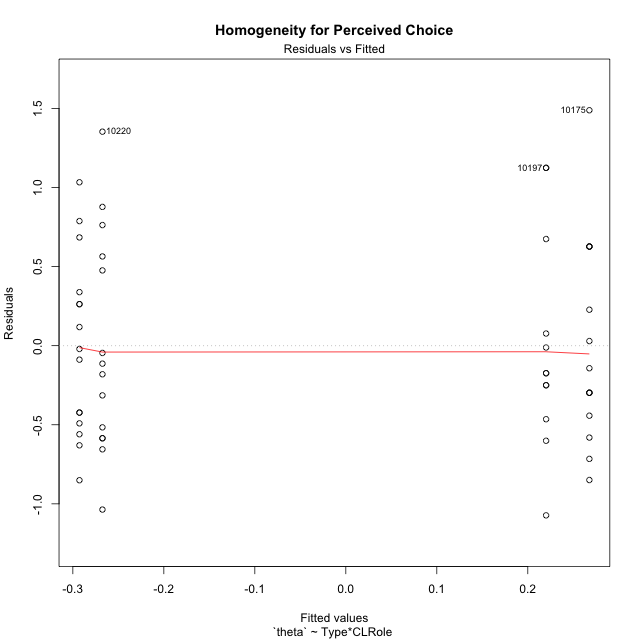 Homogeneity for Perceived Choice
Residuals vs Fitted
Residuals
1.5
1.0
0.5
0.0
-0.5
-1.0
10175
10220
10197
-0.3 -0.2 -0.1 0.0 0.1 0.2
Fitted values
`theta` ~ Type*CLRole